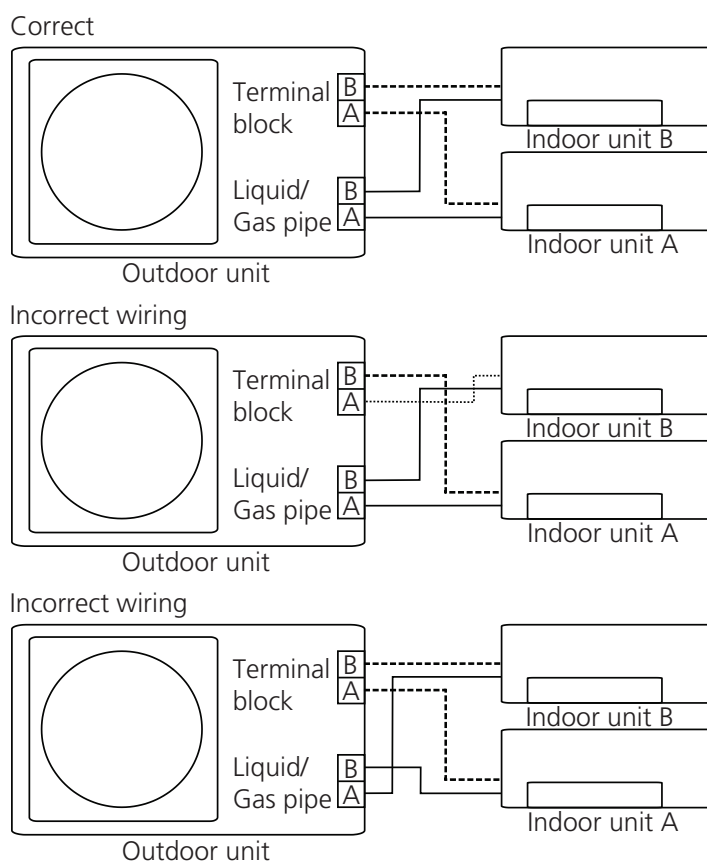 Correct
Terminal
block
B
A
Liquid/
Gas pipe
B
A
Outdoor unit
Indoor unit B
Indoor unit A
Incorrect wiring
Terminal
block
B
A
Liquid/
Gas pipe
B
A
Outdoor unit
Indoor unit B
Indoor unit A
Incorrect wiring
Terminal
block
B
A
Liquid/
Gas pipe
B
A
Outdoor unit
Indoor unit B
Indoor unit A